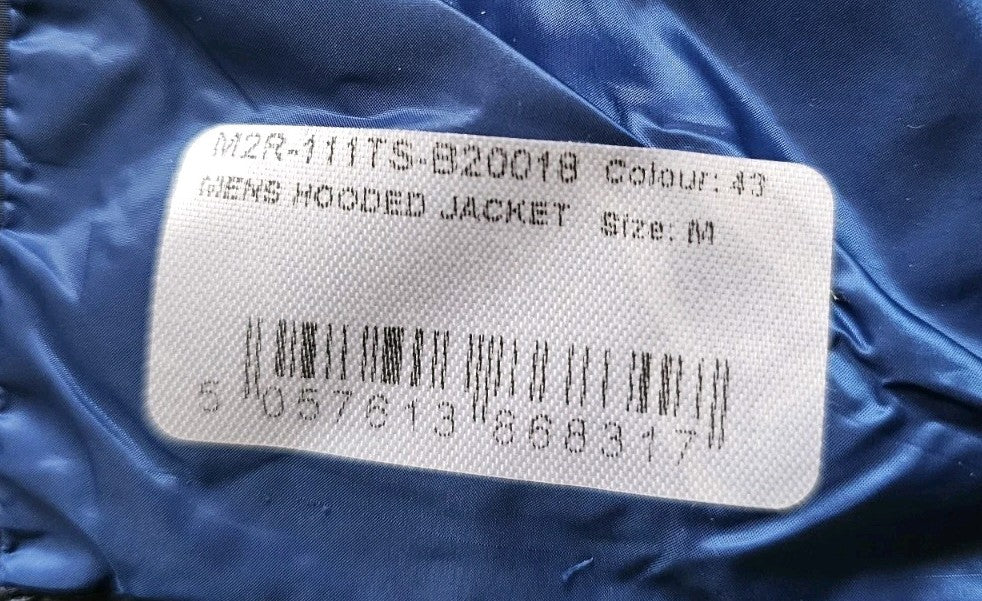 M2R-111TS-B20018 Colour: 43
MENS HOODED JACKET Size: M
5 057613 868317